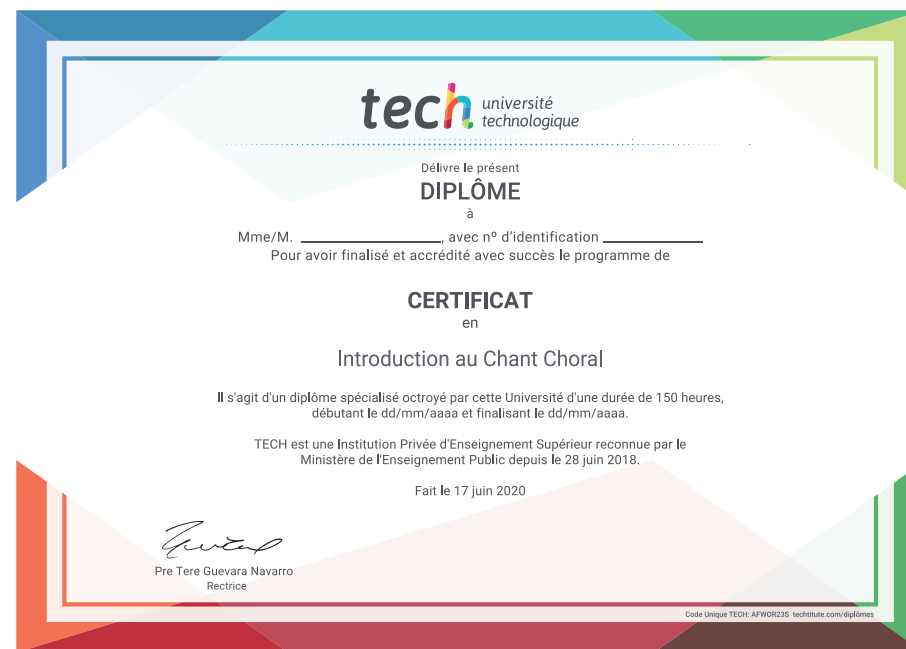 tech université
technologique
Délivre le présent
DIPLÔME
à
Mme/M. ____________________, avec nº d'identification ______________
Pour avoir finalisé et accrédité avec succès le programme de
CERTIFICAT
en
Introduction au Chant Choral
Il s'agit d'un diplôme spécialisé octroyé par cette Université d'une durée de 150 heures,
débutant le dd/mm/aaaa et finalisant le dd/mm/aaaa.
TECH est une Institution Privée d'Enseignement Supérieur reconnue par le
Ministère de l'Enseignement Public depuis le 28 juin 2018.
Fait le 17 juin 2020
Pre Tere Guevara Navarro
Rectrice
Code Unique TECH: AFWOR23S techtitute.com/diplômes